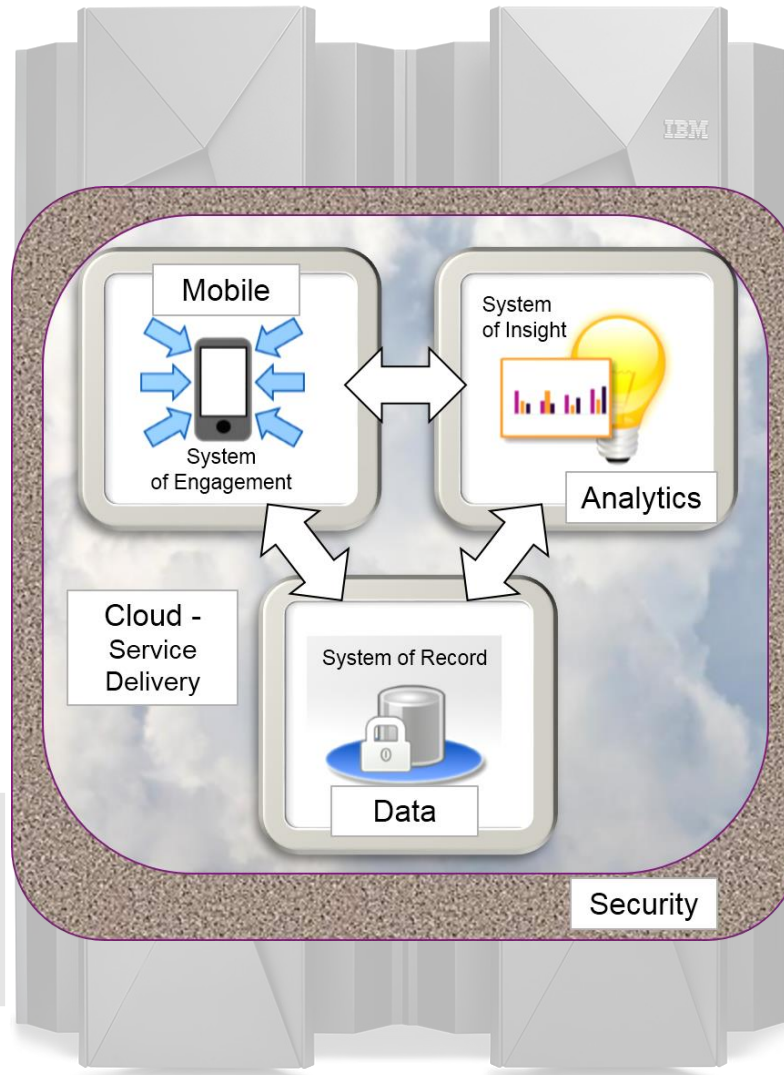 IBM
Mobile
System
of Engagement
System
of Insight
Analytics
Cloud -
Service
Delivery
System of Record
Data
Security